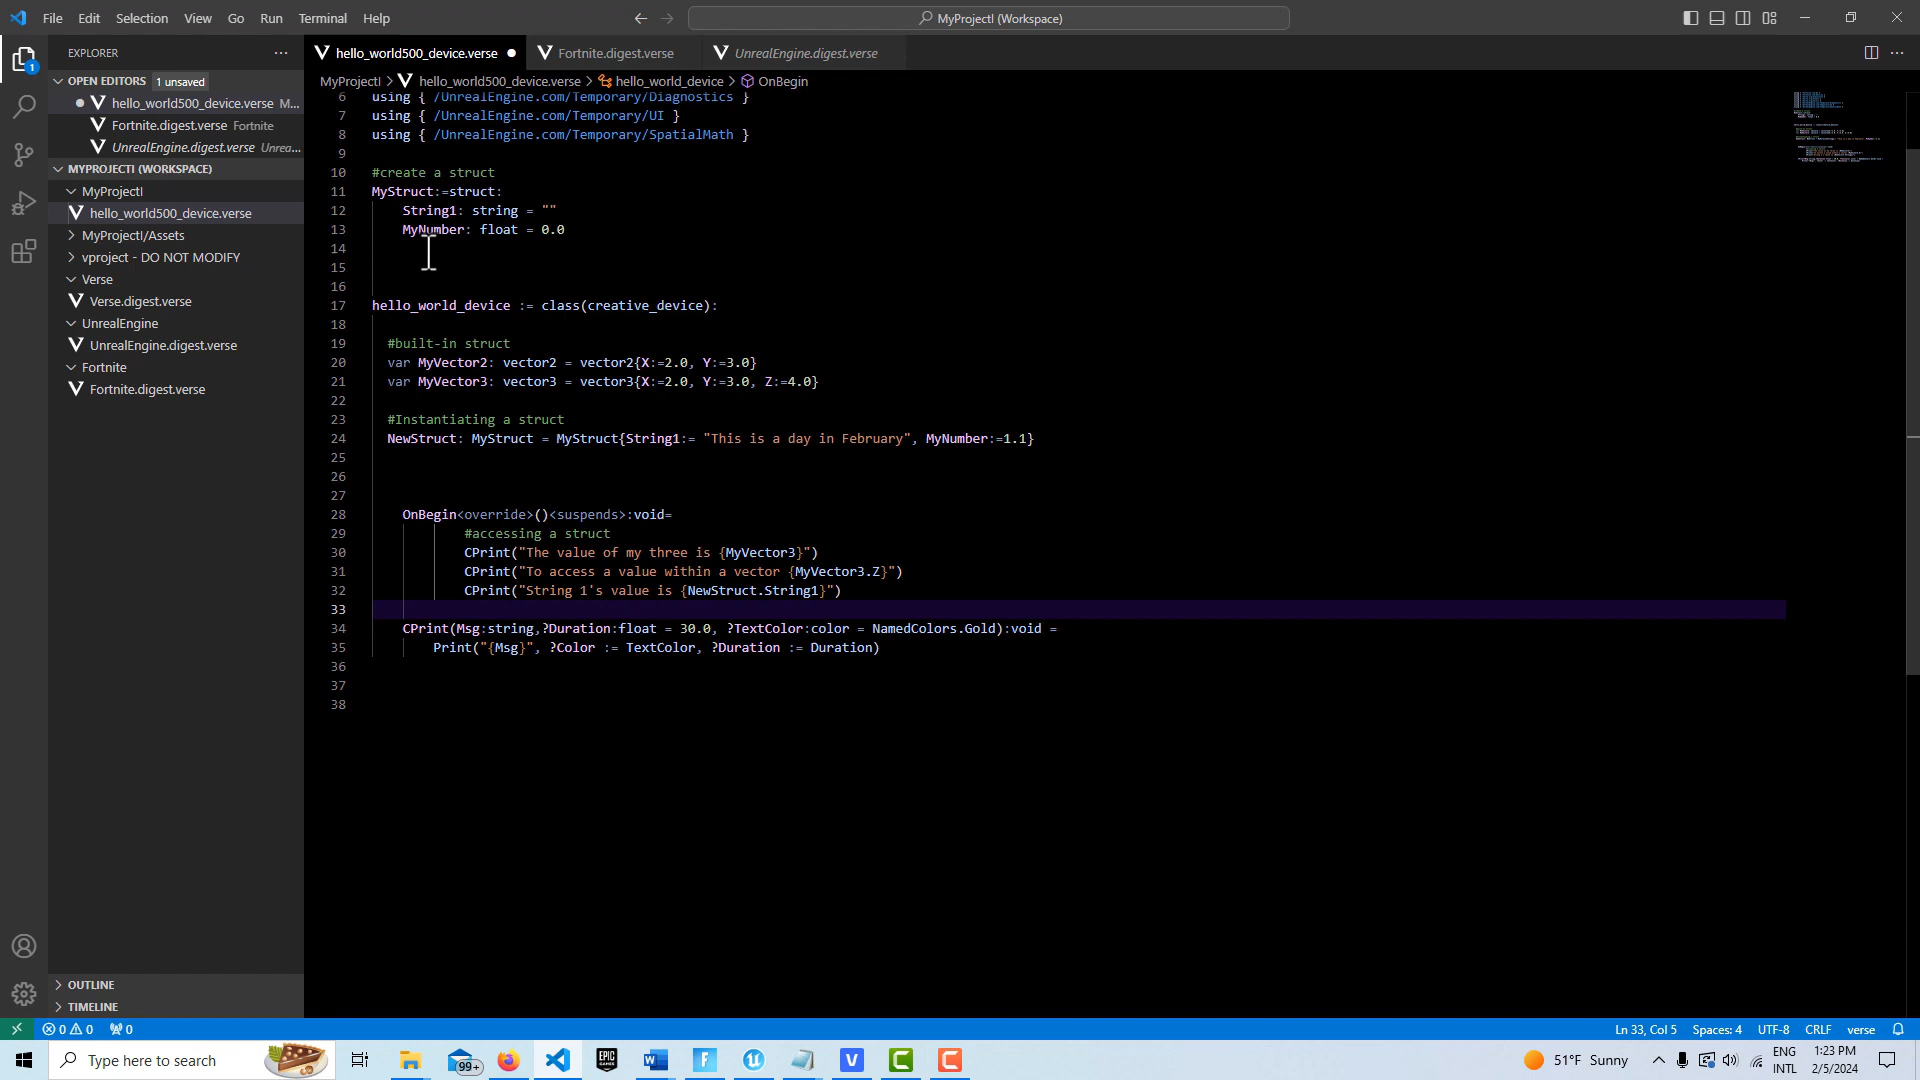 File Edit Selection View Go Run Terminal Help
MyProjectI (Workspace)
EXPLORER
OPEN EDITORS 1 unsaved
hello_world500_device.verse M...
Fortnite.digest.verse Fortnite
UnrealEngine.digest.verse Unrea...
MYPROJECTI (WORKSPACE)
MyProjectI
hello_world500_device.verse
MyProjectI/Assets
vproject - DO NOT MODIFY
Verse
Verse.digest.verse
UnrealEngine
UnrealEngine.digest.verse
Fortnite
Fortnite.digest.verse
OUTLINE
TIMELINE
hello_world500_device.verse Fortnite.digest.verse UnrealEngine.digest.verse
MyProjectI > hello_world500_device.verse > hello_world_device > OnBegin
6 using { /UnrealEngine.com/Temporary/Diagnostics }
7 using { /UnrealEngine.com/Temporary/UI }
8 using { /UnrealEngine.com/Temporary/SpatialMath }
9
10 #create a struct
11 MyStruct:=struct:
12 String1: string = ""
13 MyNumber: float = 0.0
14
15
16
17 hello_world_device := class(creative_device):
18
19 #built-in struct
20 var MyVector2: vector2 = vector2{X:=2.0, Y:=3.0}
21 var MyVector3: vector3 = vector3{X:=2.0, Y:=3.0, Z:=4.0}
22
23 #Instantiating a struct
24 NewStruct: MyStruct = MyStruct{String1:= "This is a day in February", MyNumber:=1.1}
25
26
27
28 OnBegin<override>()<suspends>:void=
29 #accessing a struct
30 CPrint("The value of my three is {MyVector3}")
31 CPrint("To access a value within a vector {MyVector3.Z}")
32 CPrint("String 1's value is {NewStruct.String1}")
33
34 CPrint(Msg:string,?Duration:float = 30.0, ?TextColor:color = NamedColors.Gold):void =
35 Print("{Msg}", ?Color := TextColor, ?Duration := Duration)
36
37
38
0 0 0 Ln 33, Col 5 Spaces: 4 UTF-8 CRLF verse
Type here to search 99+ 51°F Sunny ENG INTL 1:23 PM 2/5/2024